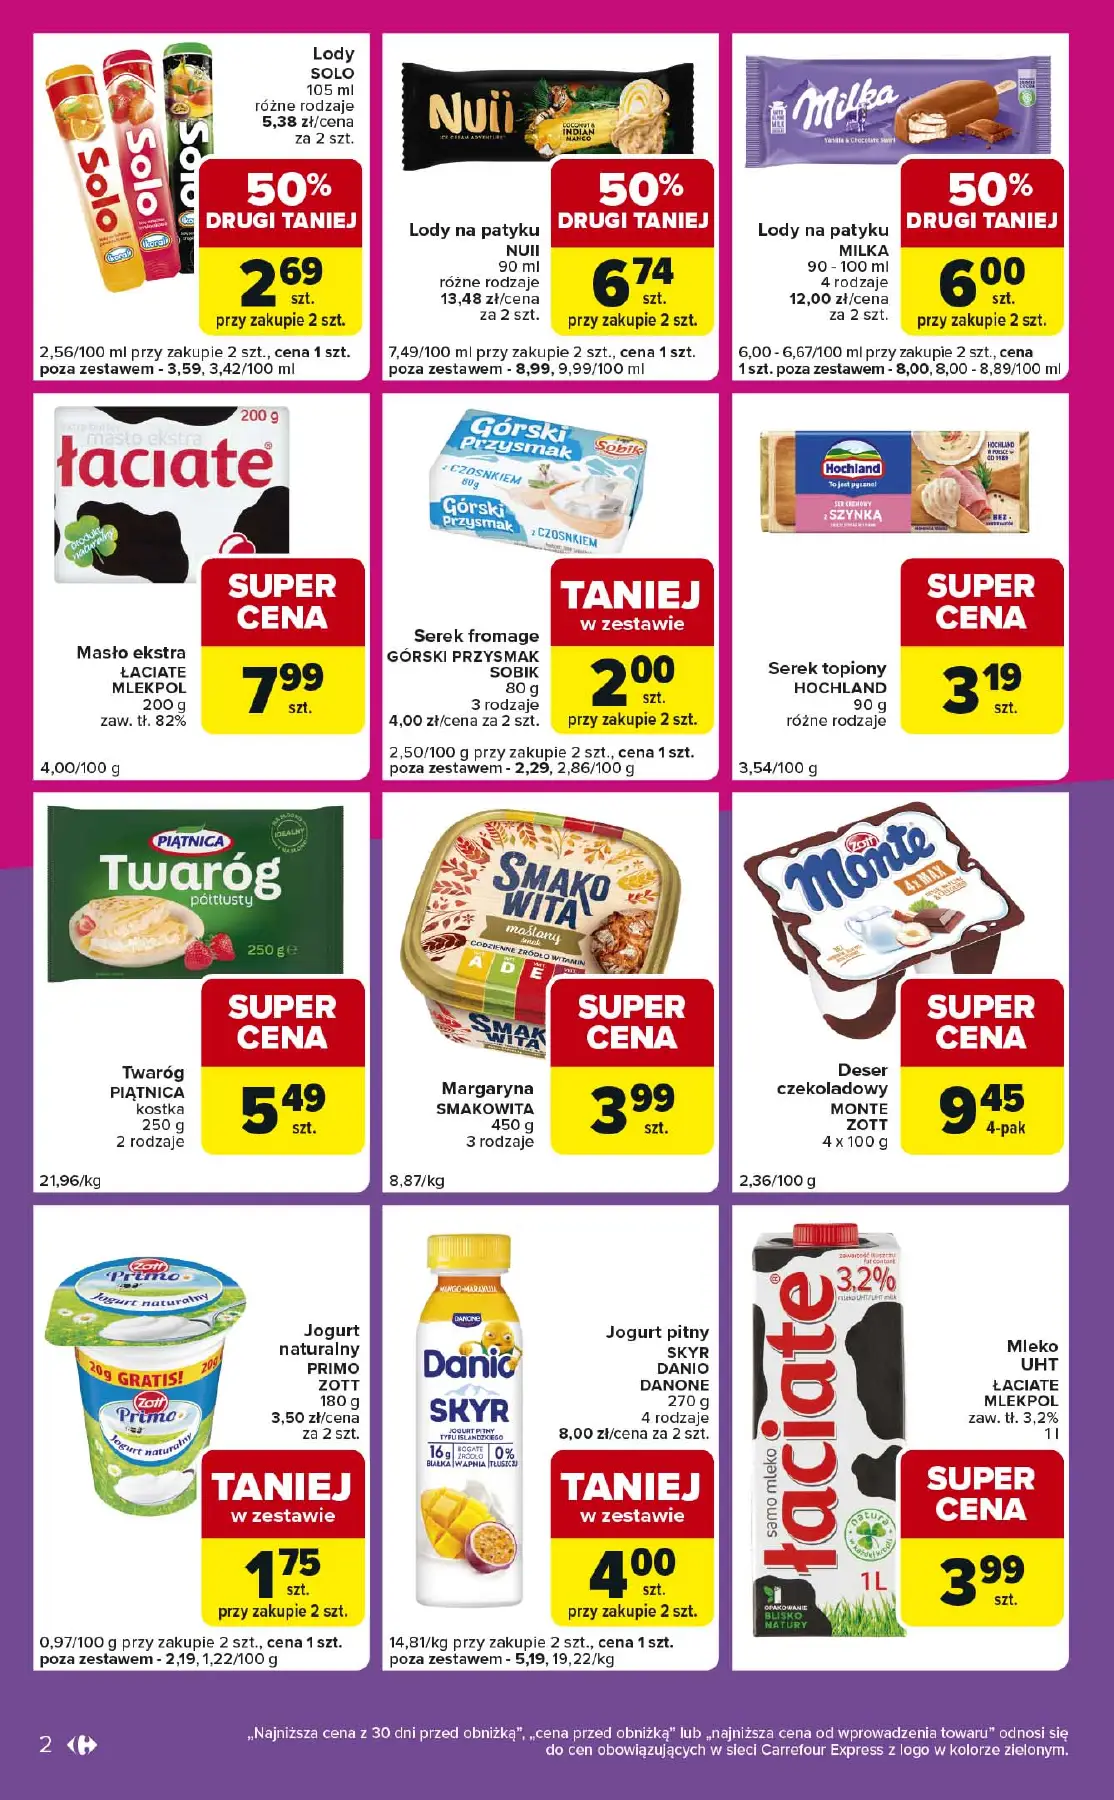 Lody
SOLO
105 ml
różne rodzaje
5,38 zł/cena
za 2 szt.
Solo
Solo
Solo
Koral
Koral
50%
DRUGI TANIEJ
2 69
szt.
przy zakupie 2 szt.
2,56/100 ml przy zakupie 2 szt., cena 1 szt.
poza zestawem - 3,59, 3,42/100 ml
Nuii
ICE CREAM ADVENTURE
COCONUT &
INDIAN
MANGO
Lody na patyku
NUII
90 ml
różne rodzaje
13,48 zł/cena
za 2 szt.
50%
DRUGI TANIEJ
6 74
szt.
przy zakupie 2 szt.
7,49/100 ml przy zakupie 2 szt., cena 1 szt.
poza zestawem - 8,99, 9,99/100 ml
Milka
Vanilla & Chocolate Swirl
Lody na patyku
MILKA
90 - 100 ml
4 rodzaje
12,00 zł/cena
za 2 szt.
50%
DRUGI TANIEJ
6 00
szt.
przy zakupie 2 szt.
6,00 - 6,67/100 ml przy zakupie 2 szt., cena
1 szt. poza zestawem - 8,00, 8,00 - 8,89/100 ml
200 g
masło ekstra
łaciate
produkt
naturalny
Masło ekstra
ŁACIATE
MLEKPOL
200 g
zaw. tł. 82%
SUPER
CENA
7 99
szt.
4,00/100 g
Górski
Przysmak
Sobik
z CZOSNKIEM
80g
Górski
Przysmak
z CZOSNKIEM
Serek fromage
GÓRSKI PRZYSMAK
SOBIK
80 g
3 rodzaje
4,00 zł/cena za 2 szt.
TANIEJ
w zestawie
2 00
szt.
przy zakupie 2 szt.
2,50/100 g przy zakupie 2 szt., cena 1 szt.
poza zestawem - 2,29, 2,86/100 g
Hochland
To jest pyszne!
SER KREMOWY
z SZYNKĄ
HOCHLAND
W POLSCE
OD 1993
BEZ
Serek topiony
HOCHLAND
90 g
różne rodzaje
SUPER
CENA
3 19
szt.
3,54/100 g
PIĄTNICA
Twaróg
półtłusty
IDEALNY
250 g e
Twaróg
PIĄTNICA
kostka
250 g
2 rodzaje
SUPER
CENA
5 49
szt.
21,96/kg
SMAKO
WITA
maślany
smak
CODZIENNE ŹRÓDŁO WITAMIN
A D E
SMAKO
WITA
Margaryna
SMAKOWITA
450 g
3 rodzaje
SUPER
CENA
3 99
szt.
8,87/kg
Zott
Monte
4x MAX
Deser
czekoladowy
MONTE
ZOTT
4 x 100 g
SUPER
CENA
9 45
4-pak
2,36/100 g
Zott
Primo
Jogurt naturalny
20g GRATIS! 20g
Zott
Primo
Jogurt naturalny
Jogurt
naturalny
PRIMO
ZOTT
180 g
3,50 zł/cena
za 2 szt.
TANIEJ
w zestawie
1 75
szt.
przy zakupie 2 szt.
0,97/100 g przy zakupie 2 szt., cena 1 szt.
poza zestawem - 2,19, 1,22/100 g
MANGO-MARAKUJA
DANONE
Danio
SKYR
JOGURT PITNY
TYPU ISLANDZKIEGO
16g BOGATE ŹRÓDŁO 0%
BIAŁKA WAPNIA TŁUSZCZU
Jogurt pitny
SKYR
DANIO
DANONE
270 g
4 rodzaje
8,00 zł/cena za 2 szt.
TANIEJ
w zestawie
4 00
szt.
przy zakupie 2 szt.
14,81/kg przy zakupie 2 szt., cena 1 szt.
poza zestawem - 5,19, 19,22/kg
zawartość tłuszczu
fat content
3,2%
mleko UHT/UHT milk
łaciate
samo mleko
natura
1L
OPAKOWANIE
BLISKO
NATURY
Mleko
UHT
ŁACIATE
MLEKPOL
zaw. tł. 3,2%
1 l
SUPER
CENA
3 99
szt.
2
„Najniższa cena z 30 dni przed obniżką”, „cena przed obniżką” lub „najniższa cena od wprowadzenia towaru” odnosi się
do cen obowiązujących w sieci Carrefour Express z logo w kolorze zielonym.